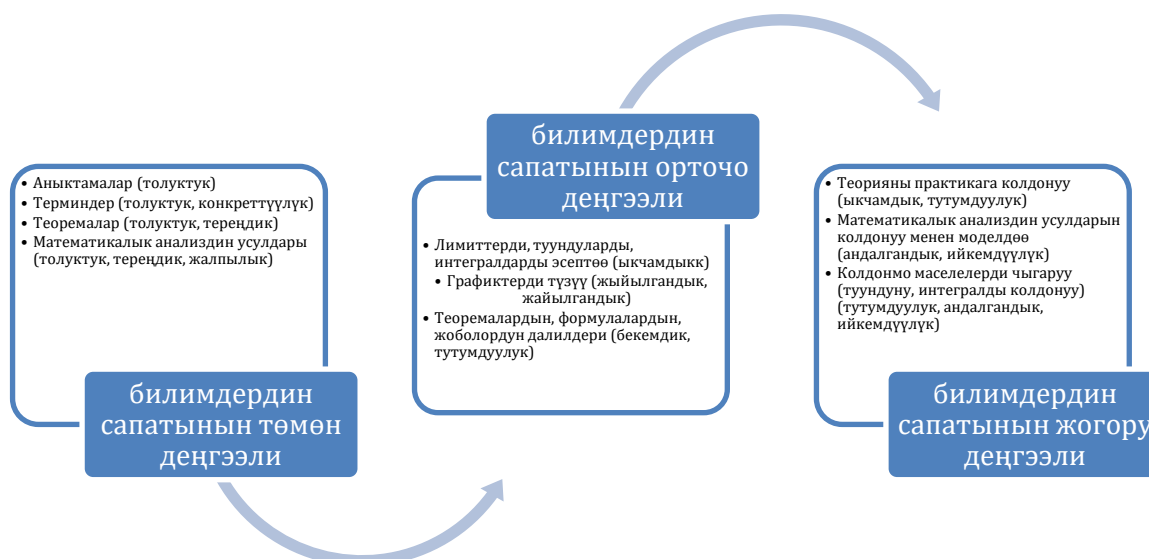 • Аныктамалар (толуктук)
• Терминдер (толуктук, конкреттүүлүк)
• Теоремалар (толуктук, тереңдик)
• Математикалык анализдин усулдары
(толуктук, тереңдик, жалпылык)
билимдердин
сапатынын төмөн
деңгээли
билимдердин
сапатынын орточо
деңгээли
• Лимиттерди, туундуларды,
интегралдарды эсептөө (ыкчамдыкк)
• Графиктерди түзүү (жыйылгандык,
жайылгандык)
• Теоремалардын, формулалардын,
жоболордун далилдери (бекемдик,
тутумдуулук)
• Теорияны практикага колдонуу
(ыкчамдык, тутумдуулук)
• Математикалык анализдин усулдарын
колдонуу менен моделдөө
(андалгандык, ийкемдүүлүк)
• Колдонмо маселелерди чыгаруу
(туундуну, интегралды колдонуу)
(тутумдуулук, андалгандык,
ийкемдүүлүк)
билимдердин
сапатынын жогору
деңгээли